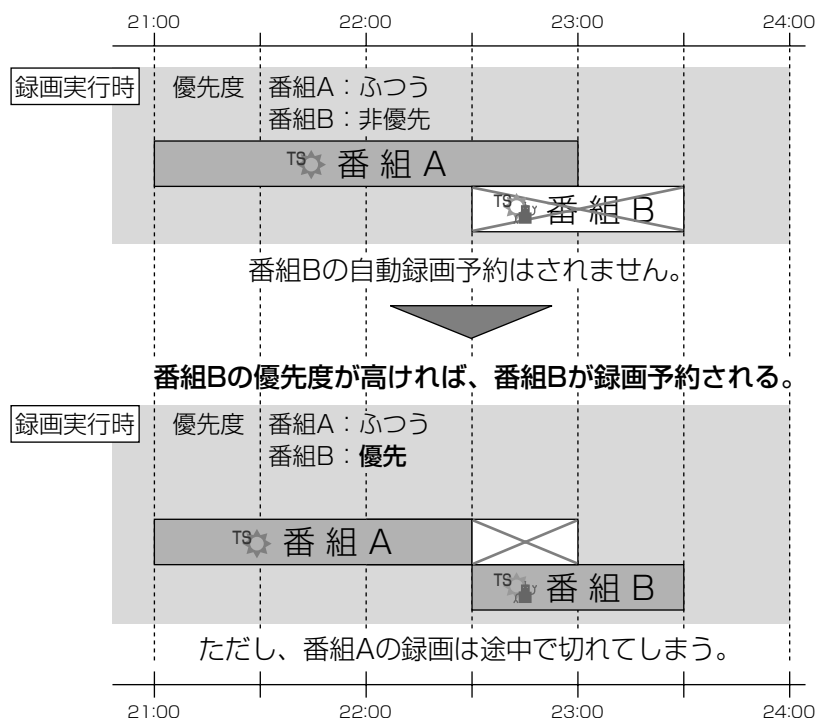 21:00 22:00 23:00 24:00
録画実行時 優先度 番組A：ふつう
番組B：非優先
TS 番組A
TS 番組B
番組Bの自動録画予約はされません。
番組Bの優先度が高ければ、番組Bが録画予約される。
録画実行時 優先度 番組A：ふつう
番組B：優先
TS 番組A
TS 番組B
ただし、番組Aの録画は途中で切れてしまう。
21:00 22:00 23:00 24:00